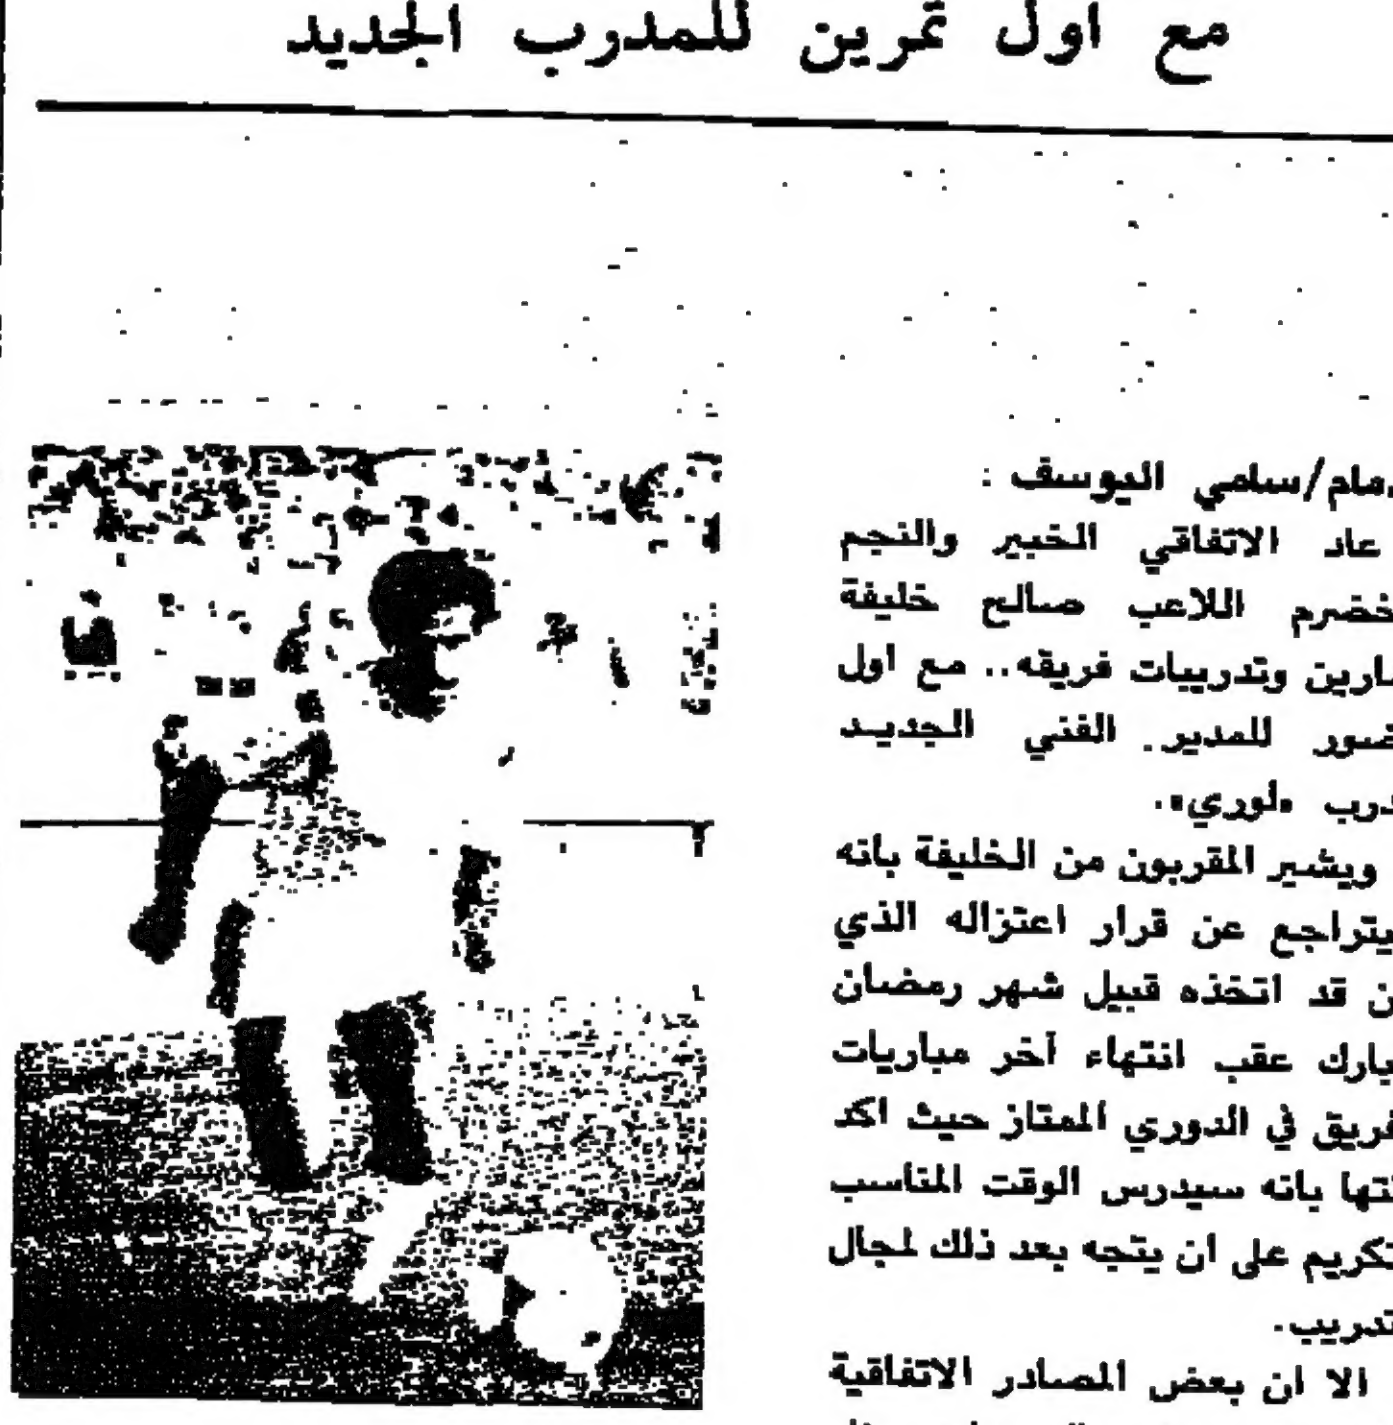 مع اول تمرين للمدرب الجديد
دمام/سامي اليوسف :
عاد الاتفاقي الخبير والنجم
خضرم اللاعب صالح خليفة
مارين وتدريبات فريقه.. مع اول
ضور للمدير. الفني الجديد
درب «لوري».
ويشير المقربون من الخليفة بانه
يتراجع عن قرار اعتزاله الذي
ن قد اتخذه قبيل شهر رمضان
بارك عقب انتهاء آخر مباريات
فريق في الدوري الممتاز حيث اكد
تتها بانه سيدرس الوقت المناسب
تكريم على ان يتجه بعد ذلك لمجال
تدريب.
الا ان بعض المصادر الاتفاقية